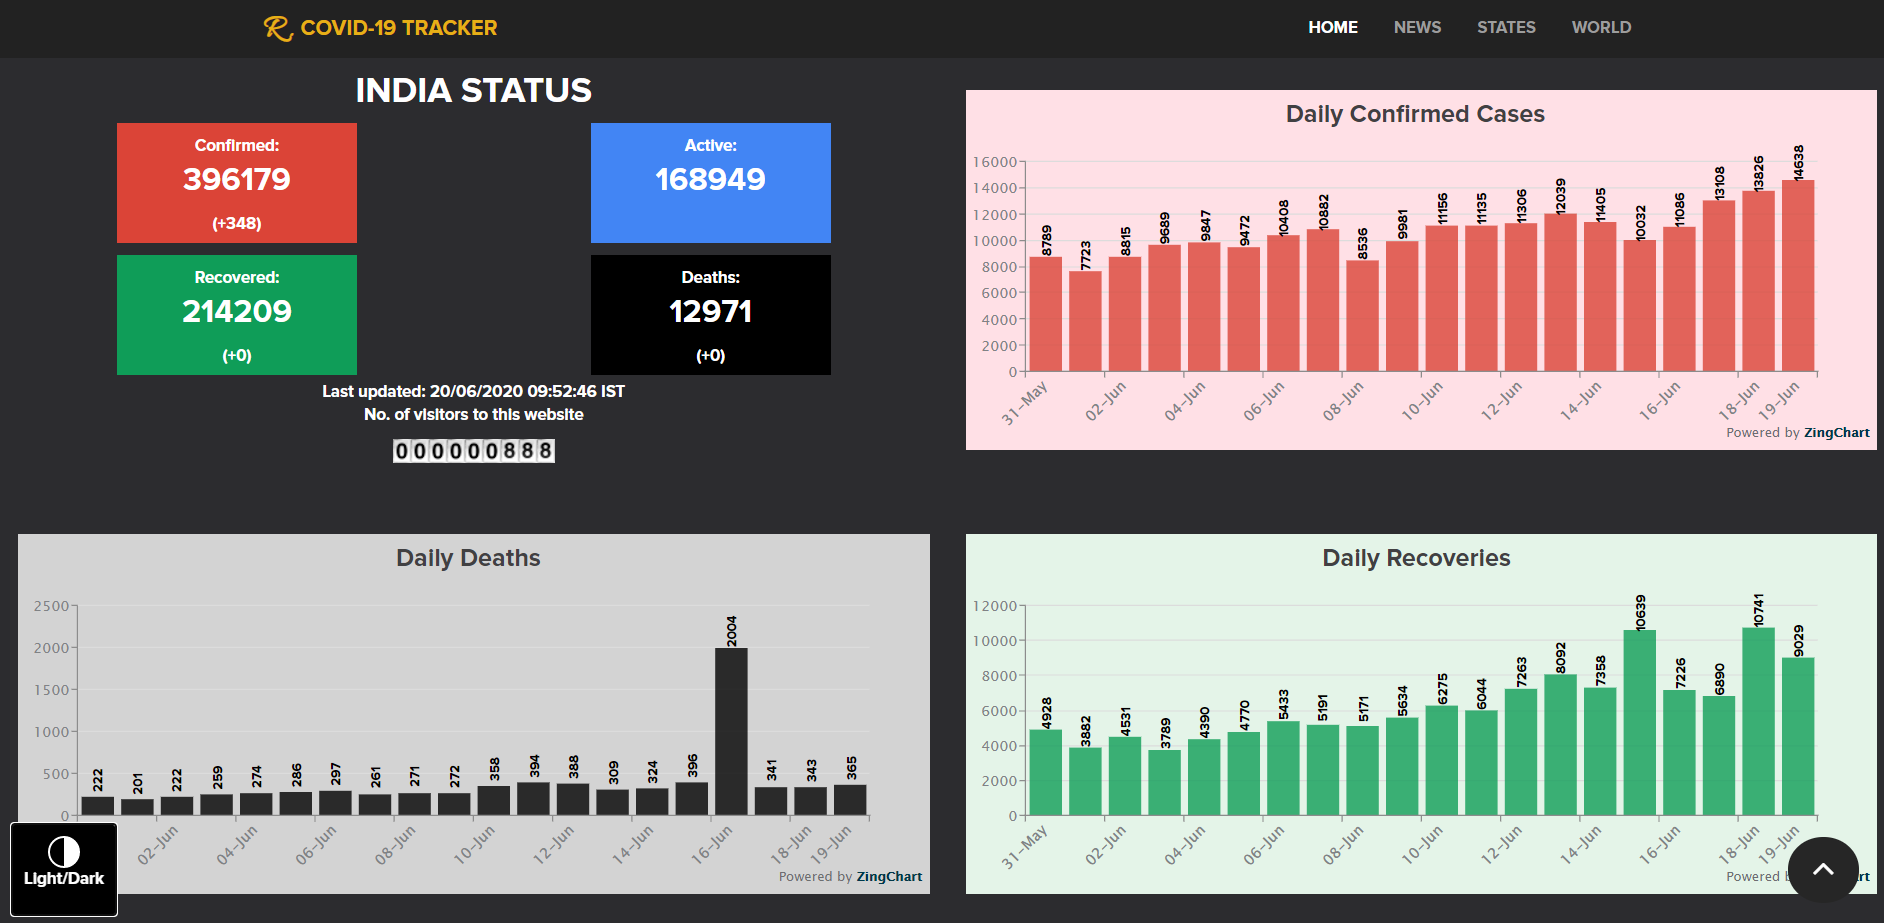 R COVID-19 TRACKER
HOME NEWS STATES WORLD
INDIA STATUS
Confirmed:
396179
(+348)
Active:
168949
Recovered:
214209
(+0)
Deaths:
12971
(+0)
Last updated: 20/06/2020 09:52:46 IST
No. of visitors to this website
000000888
Daily Confirmed Cases
16000
14000
12000
10000
8000
6000
4000
2000
0
8789 7723 8815 9689 9847 9472 10408 10882 8536 9981 11156 11135 11306 12039 11405 10032 11086 13108 13826 14638
31-May 02-Jun 04-Jun 06-Jun 08-Jun 10-Jun 12-Jun 14-Jun 16-Jun 18-Jun 19-Jun
Powered by ZingChart
Daily Deaths
2500
2000
1500
1000
500
0
222 201 222 259 274 286 297 261 271 272 358 394 388 309 324 396 2004 341 343 365
02-Jun 04-Jun 06-Jun 08-Jun 10-Jun 12-Jun 14-Jun 16-Jun 18-Jun 19-Jun
Powered by ZingChart
Light/Dark
Daily Recoveries
12000
10000
8000
6000
4000
2000
0
4928 3882 4531 3789 4390 4770 5433 5191 5171 5634 6275 6044 7263 8092 7358 10639 7226 6890 10741 9029
31-May 02-Jun 04-Jun 06-Jun 08-Jun 10-Jun 12-Jun 14-Jun 16-Jun 18-Jun 19-Jun
Powered